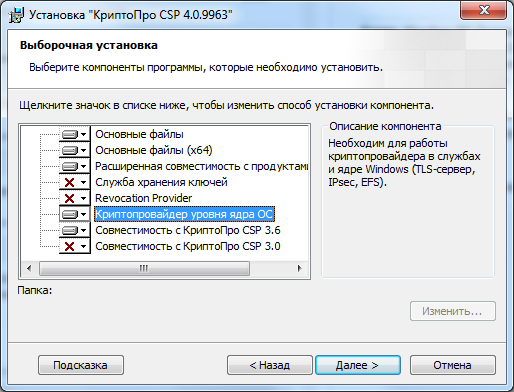 Установка "КриптоПро CSP 4.0.9963"
Выборочная установка
Выберите компоненты программы, которые необходимо установить.
Щелкните значок в списке ниже, чтобы изменить способ установки компонента.
Основные файлы
Основные файлы (x64)
Расширенная совместимость с продуктами
Служба хранения ключей
Revocation Provider
Криптопровайдер уровня ядра ОС
Совместимость с КриптоПро CSP 3.6
Совместимость с КриптоПро CSP 3.0
Описание компонента
Необходим для работы
криптопровайдера в службах
и ядре Windows (TLS-сервер,
IPsec, EFS).
Папка:
Изменить...
Подсказка
< Назад
Далее >
Отмена